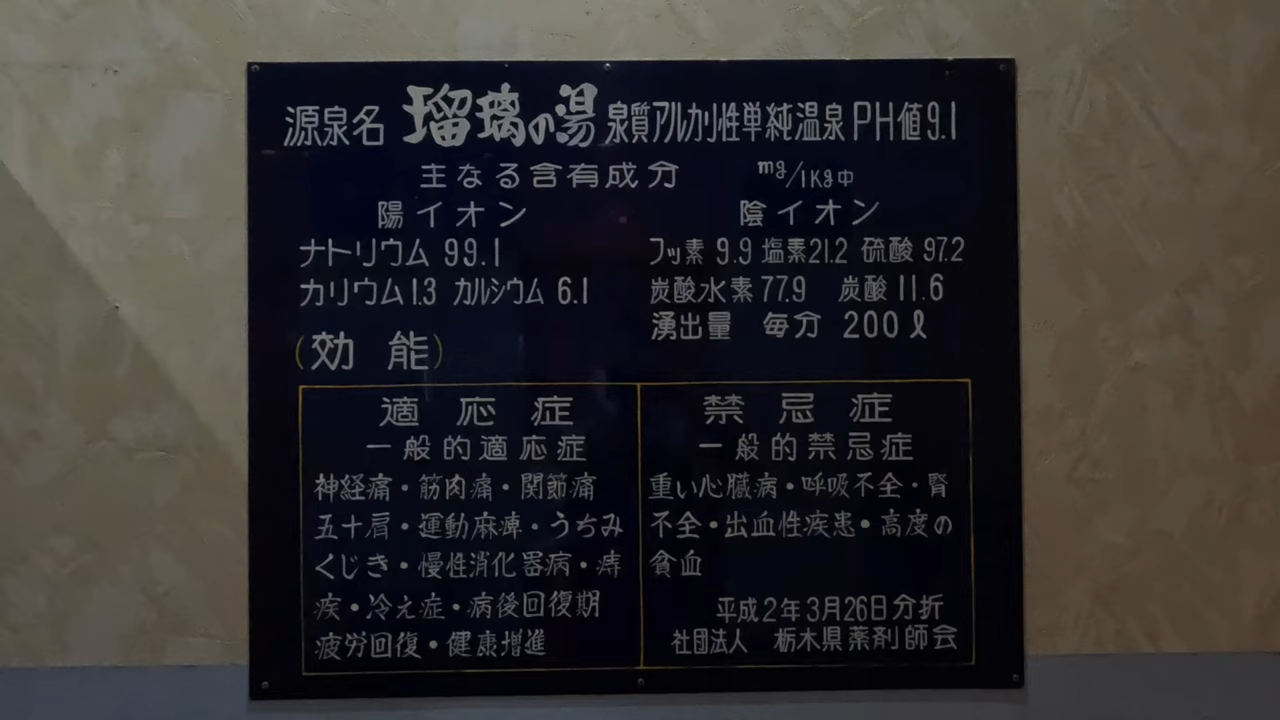 源泉名 瑠璃の湯 泉質アルカリ性単純温泉 PH値9.1
主なる含有成分 mg/1Kg中
陽イオン
ナトリウム 99.1
カリウム1.3 カルシウム 6.1
陰イオン
フッ素 9.9 塩素21.2 硫酸 97.2
炭酸水素 77.9 炭酸 11.6
湧出量 毎分 200ℓ
(効能)
適応症
一般的適応症
神経痛・筋肉痛・関節痛
五十肩・運動麻痺・うちみ
くじき・慢性消化器病・痔
疾・冷え症・病後回復期
疲労回復・健康増進
禁忌症
一般的禁忌症
重い心臓病・呼吸不全・腎
不全・出血性疾患・高度の
貧血
平成2年3月26日分折
社団法人 栃木県薬剤師会